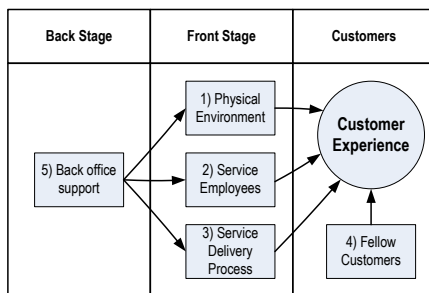 Back Stage
Front Stage
Customers
1) Physical
Environment
Customer
Experience
5) Back office
support
2) Service
Employees
3) Service
Delivery
Process
4) Fellow
Customers